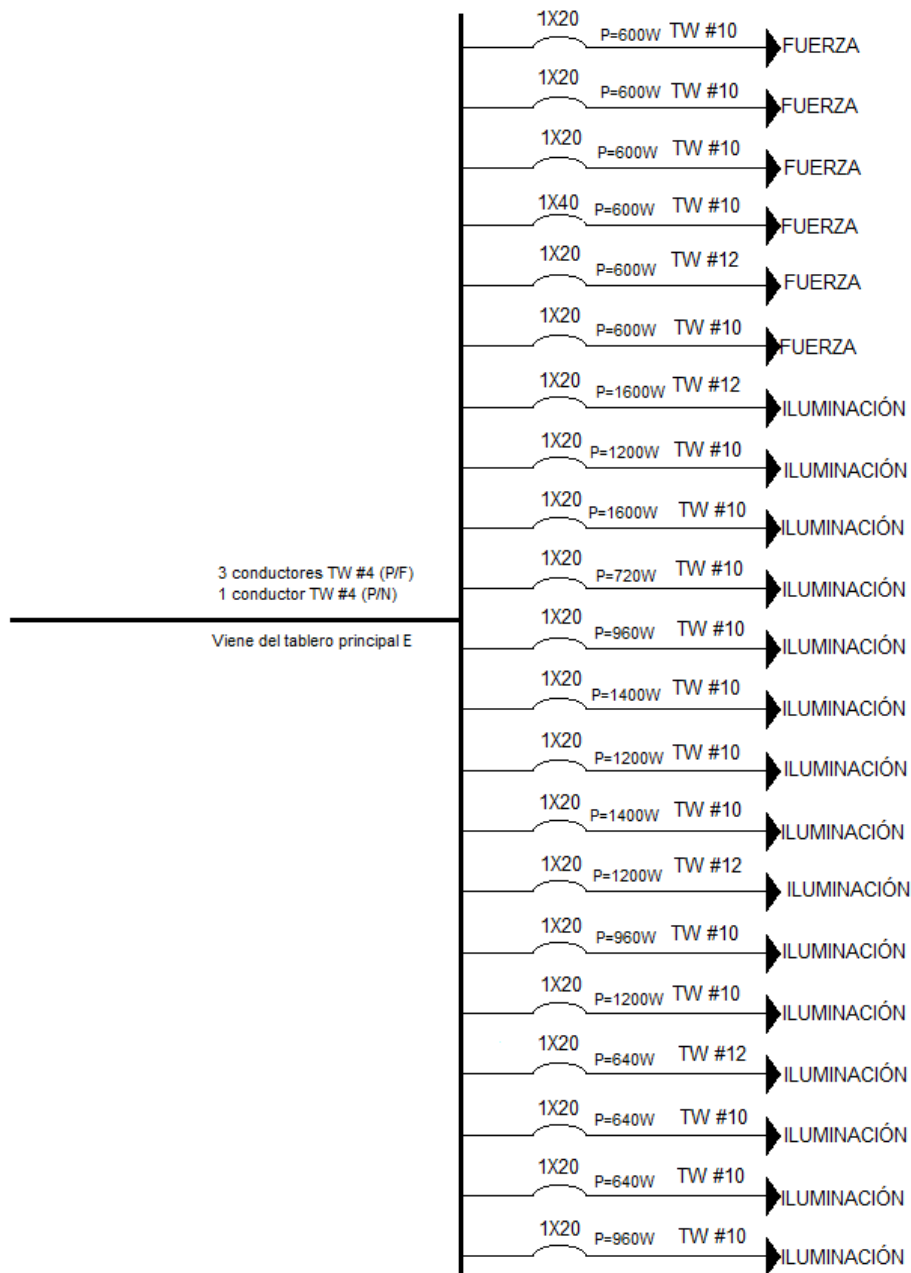 1X20 P=600W TW #10 FUERZA
1X20 P=600W TW #10 FUERZA
1X20 P=600W TW #10 FUERZA
1X40 P=600W TW #10 FUERZA
1X20 P=600W TW #12 FUERZA
1X20 P=600W TW #10 FUERZA
1X20 P=1600W TW #12 ILUMINACIÓN
1X20 P=1200W TW #10 ILUMINACIÓN
1X20 P=1600W TW #10 ILUMINACIÓN
3 conductores TW #4 (P/F)
1 conductor TW #4 (P/N)
Viene del tablero principal E
1X20 P=720W TW #10 ILUMINACIÓN
1X20 P=960W TW #10 ILUMINACIÓN
1X20 P=1400W TW #10 ILUMINACIÓN
1X20 P=1200W TW #10 ILUMINACIÓN
1X20 P=1400W TW #10 ILUMINACIÓN
1X20 P=1200W TW #12 ILUMINACIÓN
1X20 P=960W TW #10 ILUMINACIÓN
1X20 P=1200W TW #10 ILUMINACIÓN
1X20 P=640W TW #12 ILUMINACIÓN
1X20 P=640W TW #10 ILUMINACIÓN
1X20 P=640W TW #10 ILUMINACIÓN
1X20 P=960W TW #10 ILUMINACIÓN